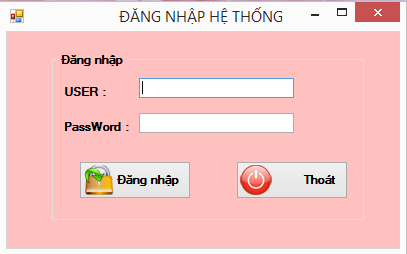 ĐĂNG NHẬP HỆ THỐNG
Đăng nhập
USER :
PassWord :
Đăng nhập
Thoát